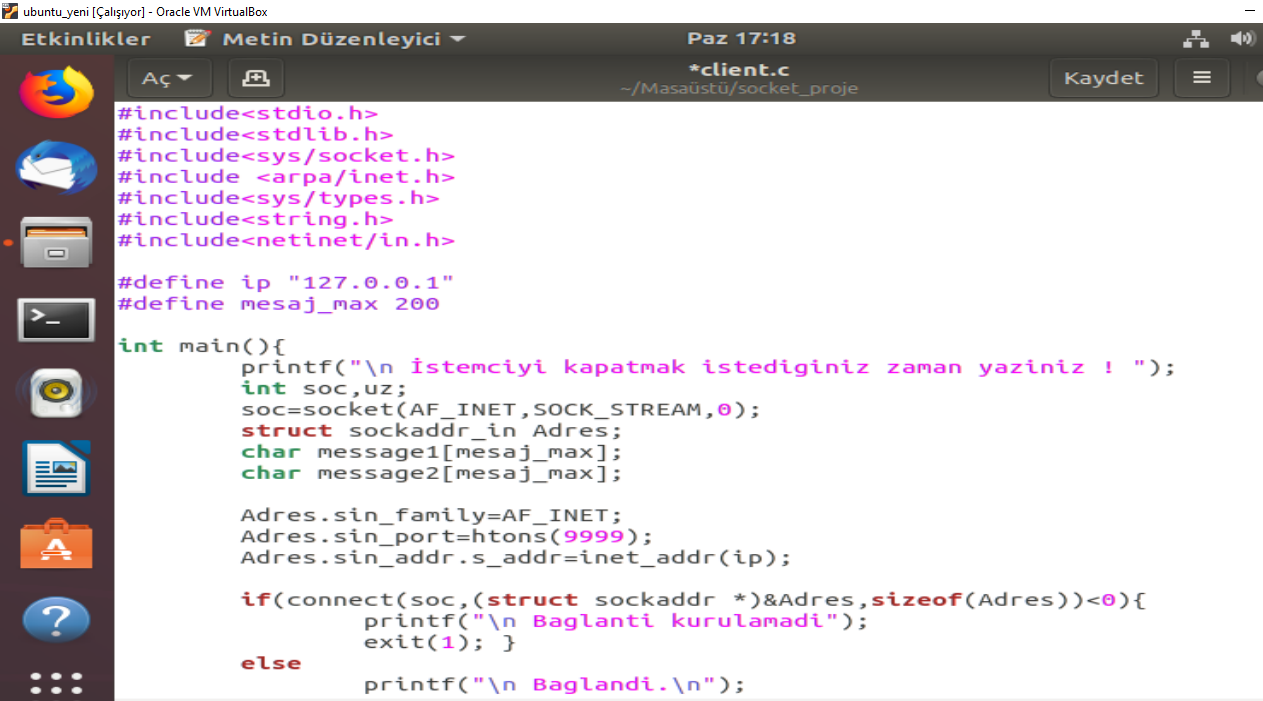 ubuntu_yeni [Çalışıyor] - Oracle VM VirtualBox
Etkinlikler Metin Düzenleyici Paz 17:18
Aç *client.c Kaydet
~/Masaüstü/socket_proje
#include<stdio.h>
#include<stdlib.h>
#include<sys/socket.h>
#include <arpa/inet.h>
#include<sys/types.h>
#include<string.h>
#include<netinet/in.h>
#define ip "127.0.0.1"
#define mesaj_max 200
int main(){
printf("\n İstemciyi kapatmak istediginiz zaman yaziniz ! ");
int soc,uz;
soc=socket(AF_INET,SOCK_STREAM,0);
struct sockaddr_in Adres;
char message1[mesaj_max];
char message2[mesaj_max];
Adres.sin_family=AF_INET;
Adres.sin_port=htons(9999);
Adres.sin_addr.s_addr=inet_addr(ip);
if(connect(soc,(struct sockaddr *)&Adres,sizeof(Adres))<0){
printf("\n Baglanti kurulamadi");
exit(1); }
else
printf("\n Baglandi.\n");